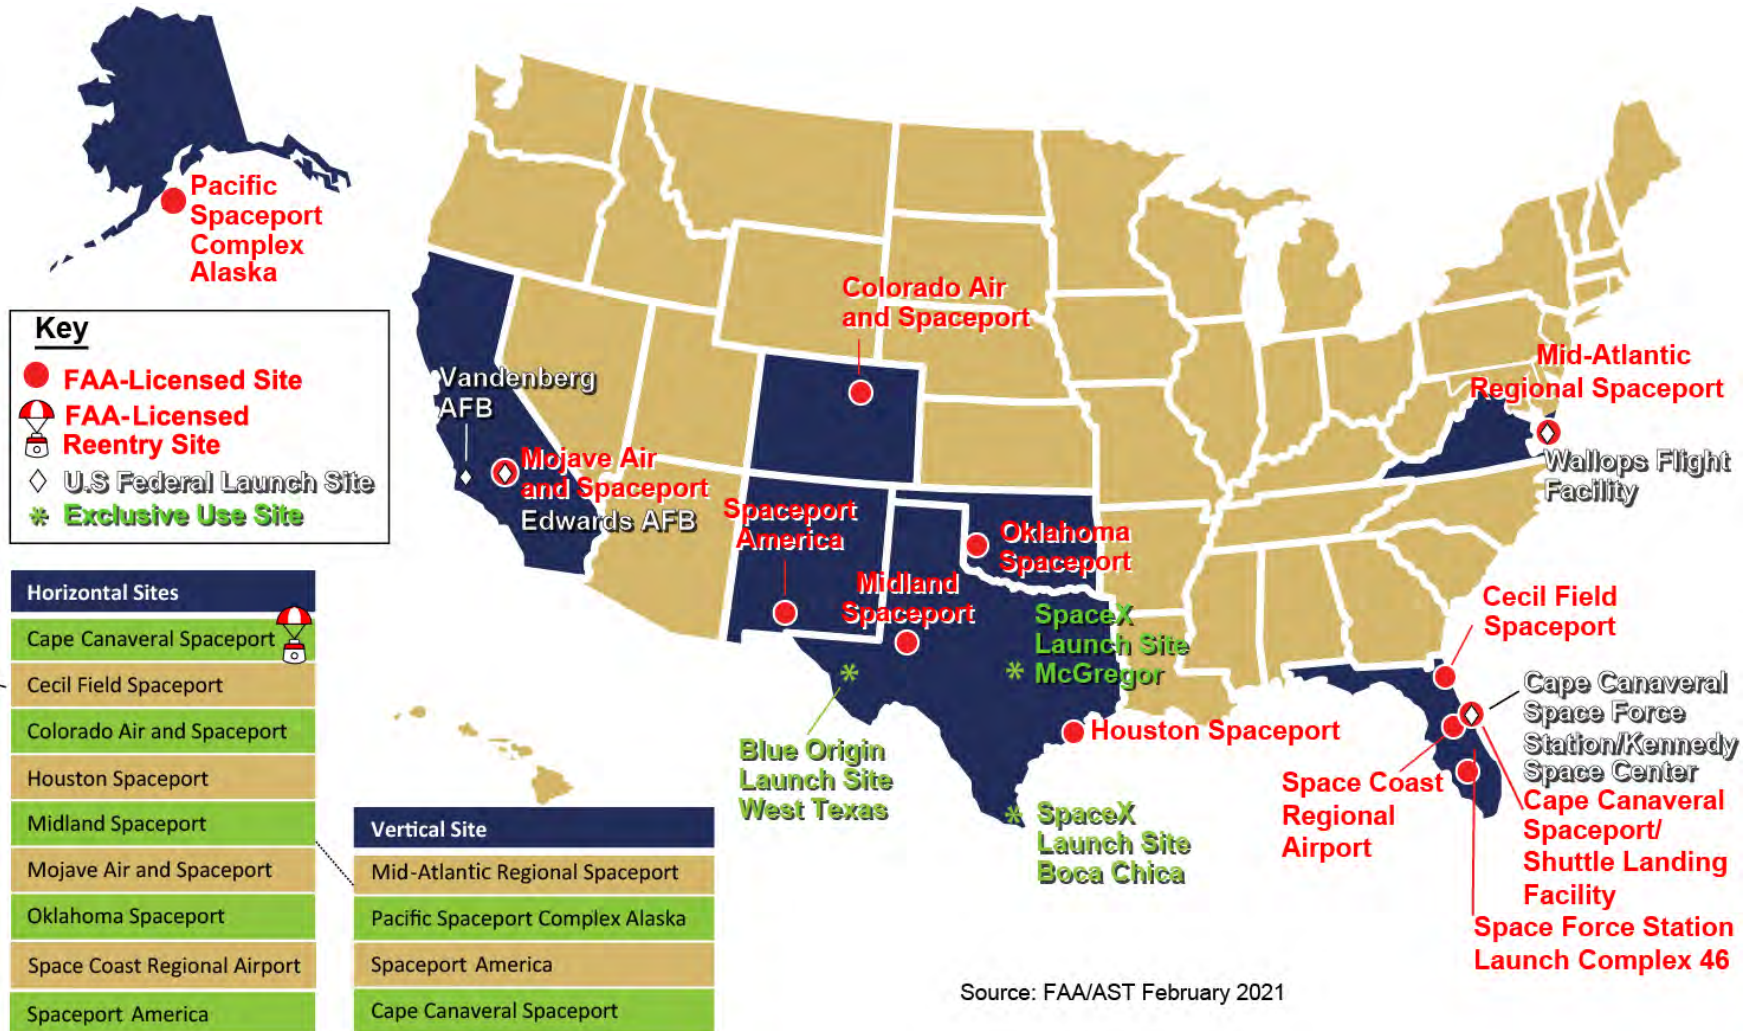 Pacific
Spaceport
Complex
Alaska
Key
FAA-Licensed Site
FAA-Licensed
Reentry Site
U.S Federal Launch Site
Exclusive Use Site
Colorado Air
and Spaceport
Mid-Atlantic
Regional Spaceport
Vandenberg
AFB
Mojave Air
and Spaceport
Edwards AFB
Wallops Flight
Facility
Spaceport
America
Oklahoma
Spaceport
Midland
Spaceport
SpaceX
Launch Site
McGregor
Cecil Field
Spaceport
Cape Canaveral
Space Force
Station/Kennedy
Space Center
Houston Spaceport
Blue Origin
Launch Site
West Texas
SpaceX
Launch Site
Boca Chica
Space Coast
Regional
Airport
Cape Canaveral
Spaceport/
Shuttle Landing
Facility
Space Force Station
Launch Complex 46
Horizontal Sites
Cape Canaveral Spaceport
Cecil Field Spaceport
Colorado Air and Spaceport
Houston Spaceport
Midland Spaceport
Mojave Air and Spaceport
Oklahoma Spaceport
Space Coast Regional Airport
Spaceport America
Vertical Site
Mid-Atlantic Regional Spaceport
Pacific Spaceport Complex Alaska
Spaceport America
Cape Canaveral Spaceport
Source: FAA/AST February 2021